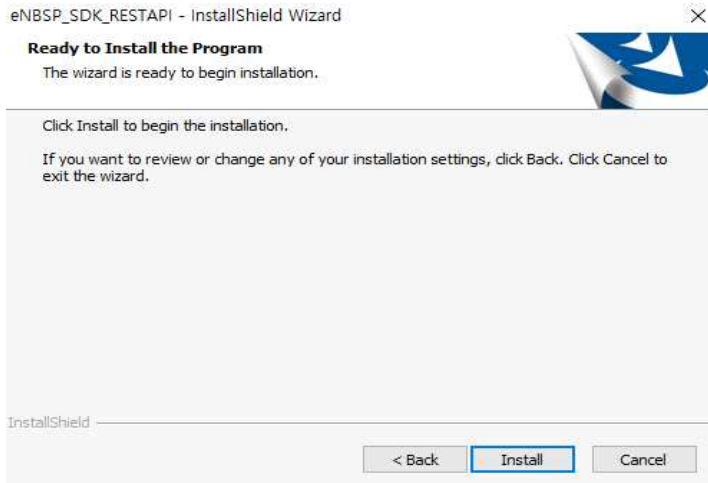 eNBSP_SDK_RESTAPI - InstallShield Wizard
Ready to Install the Program
The wizard is ready to begin installation.
Click Install to begin the installation.
If you want to review or change any of your installation settings, click Back. Click Cancel to
exit the wizard.
InstallShield
< Back
Install
Cancel